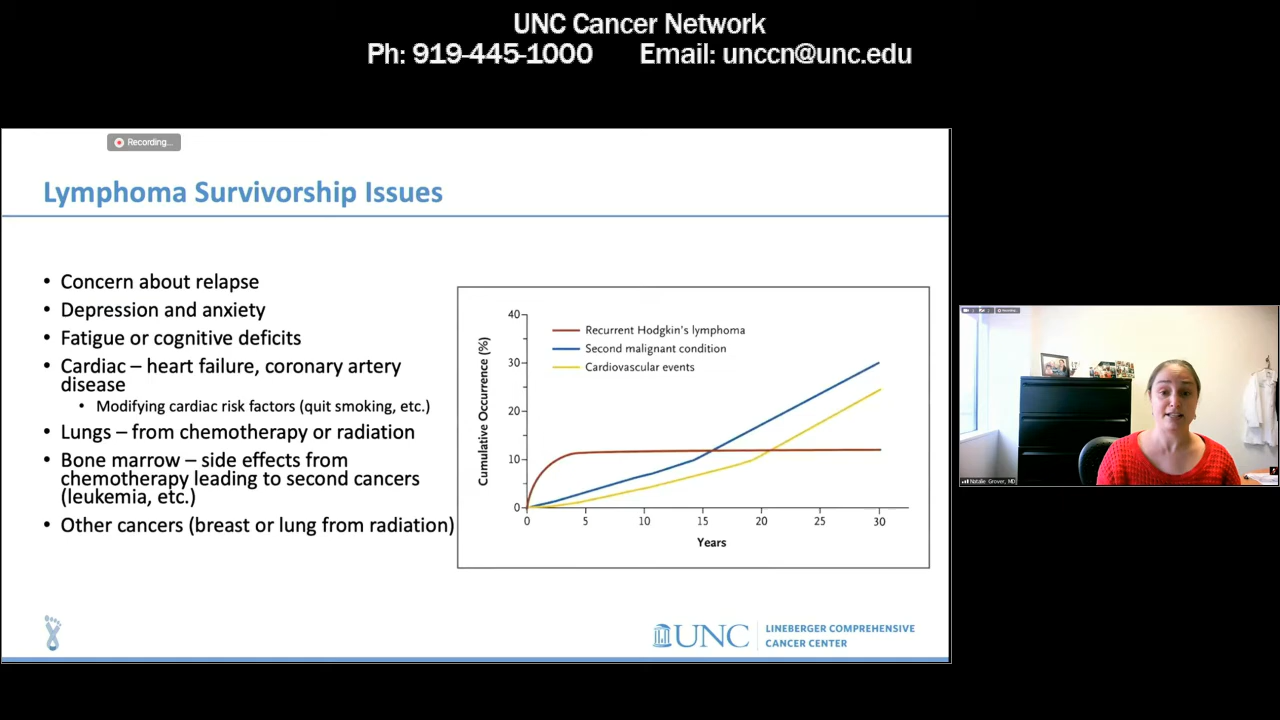 UNC Cancer Network
Ph: 919-445-1000 Email: unccn@unc.edu
Recording...
Lymphoma Survivorship Issues
• Concern about relapse
• Depression and anxiety
• Fatigue or cognitive deficits
• Cardiac – heart failure, coronary artery
disease
• Modifying cardiac risk factors (quit smoking, etc.)
• Lungs – from chemotherapy or radiation
• Bone marrow – side effects from
chemotherapy leading to second cancers
(leukemia, etc.)
• Other cancers (breast or lung from radiation)
Cumulative Occurrence (%)
40
30
20
10
0
Recurrent Hodgkin's lymphoma
Second malignant condition
Cardiovascular events
0 5 10 15 20 25 30
Years
UNC
LINEBERGER COMPREHENSIVE
CANCER CENTER
Recording...
Natalie Grover, MD